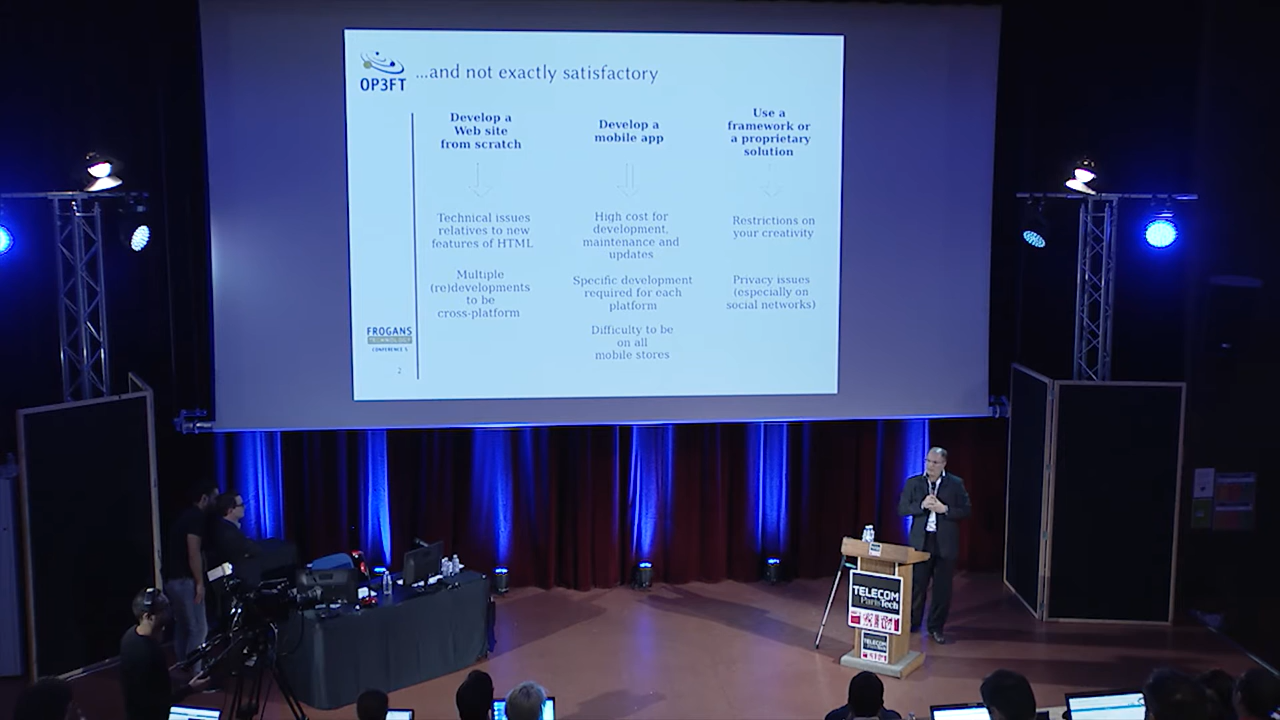 OP3FT
...and not exactly satisfactory
Develop a
Web site
from scratch
Technical issues
relatives to new
features of HTML
Multiple
(re)developments
to be
cross-platform
Develop a
mobile app
High cost for
development,
maintenance and
updates
Specific development
required for each
platform
Difficulty to be
on all
mobile stores
Use a
framework or
a proprietary
solution
Restrictions on
your creativity
Privacy issues
(especially on
social networks)
FROGANS
TECHNOLOGY
CONFERENCE 5
2
TELECOM
ParisTech
TELECOM